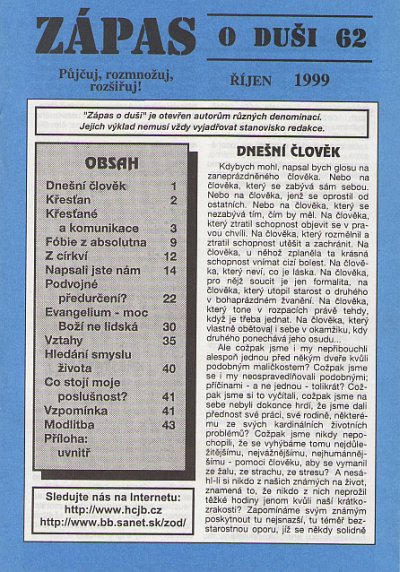 ZÁPAS O DUŠI 62
Půjčuj, rozmnožuj,
rozšiřuj!
ŘÍJEN 1999
"Zápas o duši" je otevřen autorům různých denominací.
Jejich výklad nemusí vždy vyjadřovat stanovisko redakce.
OBSAH
Dnešní člověk 1
Křesťan 2
Křesťané
a komunikace 3
Fóbie z absolutna 9
Z církví 12
Napsali jste nám 14
Podvojné
předurčení? 22
Evangelium - moc
Boží ne lidská 30
Vztahy 35
Hledání smyslu
života 40
Co stojí moje
poslušnost? 41
Vzpomínka 41
Modlitba 43
Příloha:
uvnitř
Sledujte nás na Internetu:
http://www.hcjb.cz
http://www.bb.sanet.sk/zod/
DNEŠNÍ ČLOVĚK
Kdybych mohl, napsal bych glosu na
zaneprázdněného člověka. Nebo na
člověka, který se zabývá sám sebou.
Nebo na člověka, jenž se oprostil od
ostatních. Nebo na člověka, který se
nezabývá tím, čím by měl. Na člověka,
který ztratil schopnost objevit se v pra-
vou chvíli. Na člověka, který rozmělnil a
ztratil schopnost utěšit a zachránit. Na
člověka, u něhož zplaněla ta krásná
schopnost vnímat cizí bolest. Na člově-
ka, který neví, co je láska. Na člověka,
pro nějž soucit je jen formalita, na
člověka, který utopil starost o druhého
v bohaprázdném žvanění. Na člověka,
který tone v rozpacích právě tehdy,
když je třeba jednat. Na člověka, který
vlastně obětoval i sebe v okamžiku, kdy
druhého ponechává jeho osudu...
Ale copak jsme i my nepřibouchli
alespoň jednou před někým dveře kvůli
podobným maličkostem? Cožpak jsme
se i my neospravedlňovali podobnými;
příčinami - a ne jednou - tolikrát? Což-
pak jsme si to vyčítali, cožpak jsme na
sebe nebyli dokonce hrdí, že jsme dali
přednost své práci, své rodině, některé-
mu ze svých kardinálních životních
problémů? Cožpak jsme nikdy nepo-
chopili, že se vyhýbáme tomu nejdůle-
žitějšímu, nejvážnějšímu, nejhumánněj-
šímu - pomoci člověku, aby se vymanil
ze žalu, ze strachu, ze stresu? A nesá-
hl-li si nikdo z našich známých na život,
znamená to, že nikdo z nich neprožil
těžké hodiny jenom kvůli naší krátko-
zrakosti? Zapomínáme svým známým
poskytnout tu nejsnazší, tu téměř bez-
starostnou oporu, jíž se někdy solidně